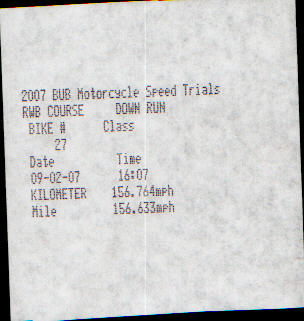 2007 BUB Motorcycle Speed Trials
RWB COURSE DOWN RUN
BIKE # Class
27
Date Time
09-02-07 16:07
KILOMETER 156.764mph
Mile 156.633mph